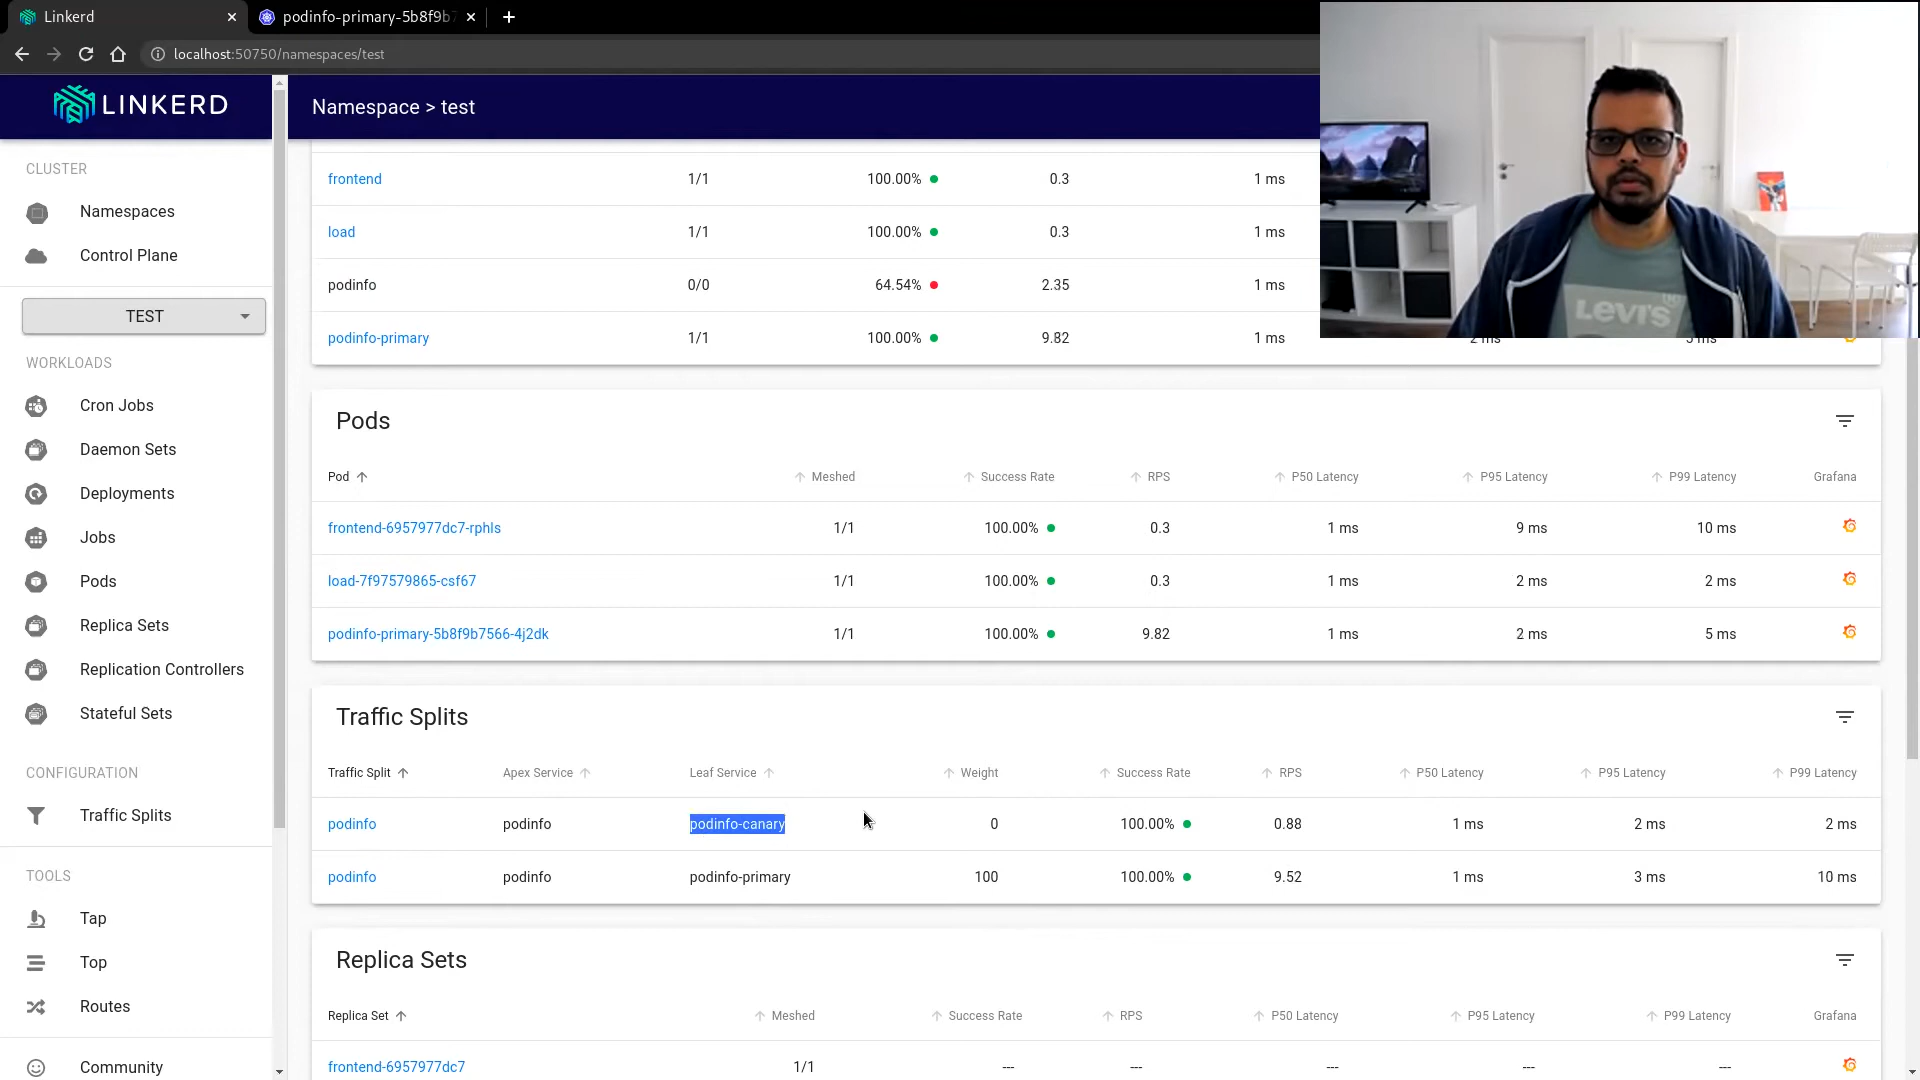 Linkerd
podinfo-primary-5b8f9b7
localhost:50750/namespaces/test
LINKERD
Namespace > test
CLUSTER
Namespaces
Control Plane
TEST
WORKLOADS
Cron Jobs
Daemon Sets
Deployments
Jobs
Pods
Replica Sets
Replication Controllers
Stateful Sets
CONFIGURATION
Traffic Splits
TOOLS
Tap
Top
Routes
Community
frontend 1/1 100.00% 0.3 1 ms
load 1/1 100.00% 0.3 1 ms
podinfo 0/0 64.54% 2.35 1 ms
podinfo-primary 1/1 100.00% 9.82 1 ms 2 ms 5 ms
LEVI'S
Pods
Pod Meshed Success Rate RPS P50 Latency P95 Latency P99 Latency Grafana
frontend-6957977dc7-rphls 1/1 100.00% 0.3 1 ms 9 ms 10 ms
load-7f97579865-csf67 1/1 100.00% 0.3 1 ms 2 ms 2 ms
podinfo-primary-5b8f9b7566-4j2dk 1/1 100.00% 9.82 1 ms 2 ms 5 ms
Traffic Splits
Traffic Split Apex Service Leaf Service Weight Success Rate RPS P50 Latency P95 Latency P99 Latency
podinfo podinfo podinfo-canary 0 100.00% 0.88 1 ms 2 ms 2 ms
podinfo podinfo podinfo-primary 100 100.00% 9.52 1 ms 3 ms 10 ms
Replica Sets
Replica Set Meshed Success Rate RPS P50 Latency P95 Latency P99 Latency Grafana
frontend-6957977dc7 1/1 --- --- --- --- ---